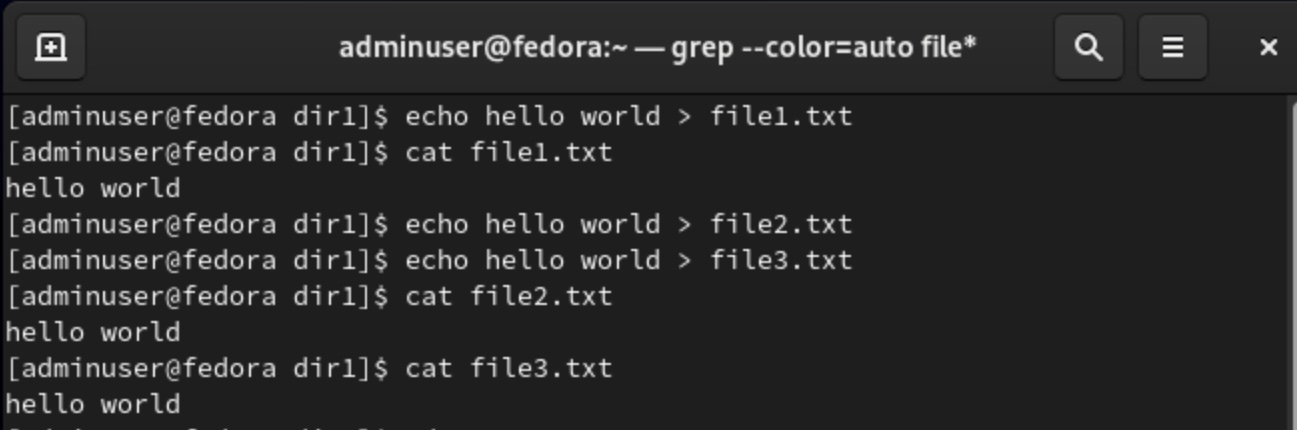 adminuser@fedora:~ — grep --color=auto file*
[adminuser@fedora dir1]$ echo hello world > file1.txt
[adminuser@fedora dir1]$ cat file1.txt
hello world
[adminuser@fedora dir1]$ echo hello world > file2.txt
[adminuser@fedora dir1]$ echo hello world > file3.txt
[adminuser@fedora dir1]$ cat file2.txt
hello world
[adminuser@fedora dir1]$ cat file3.txt
hello world